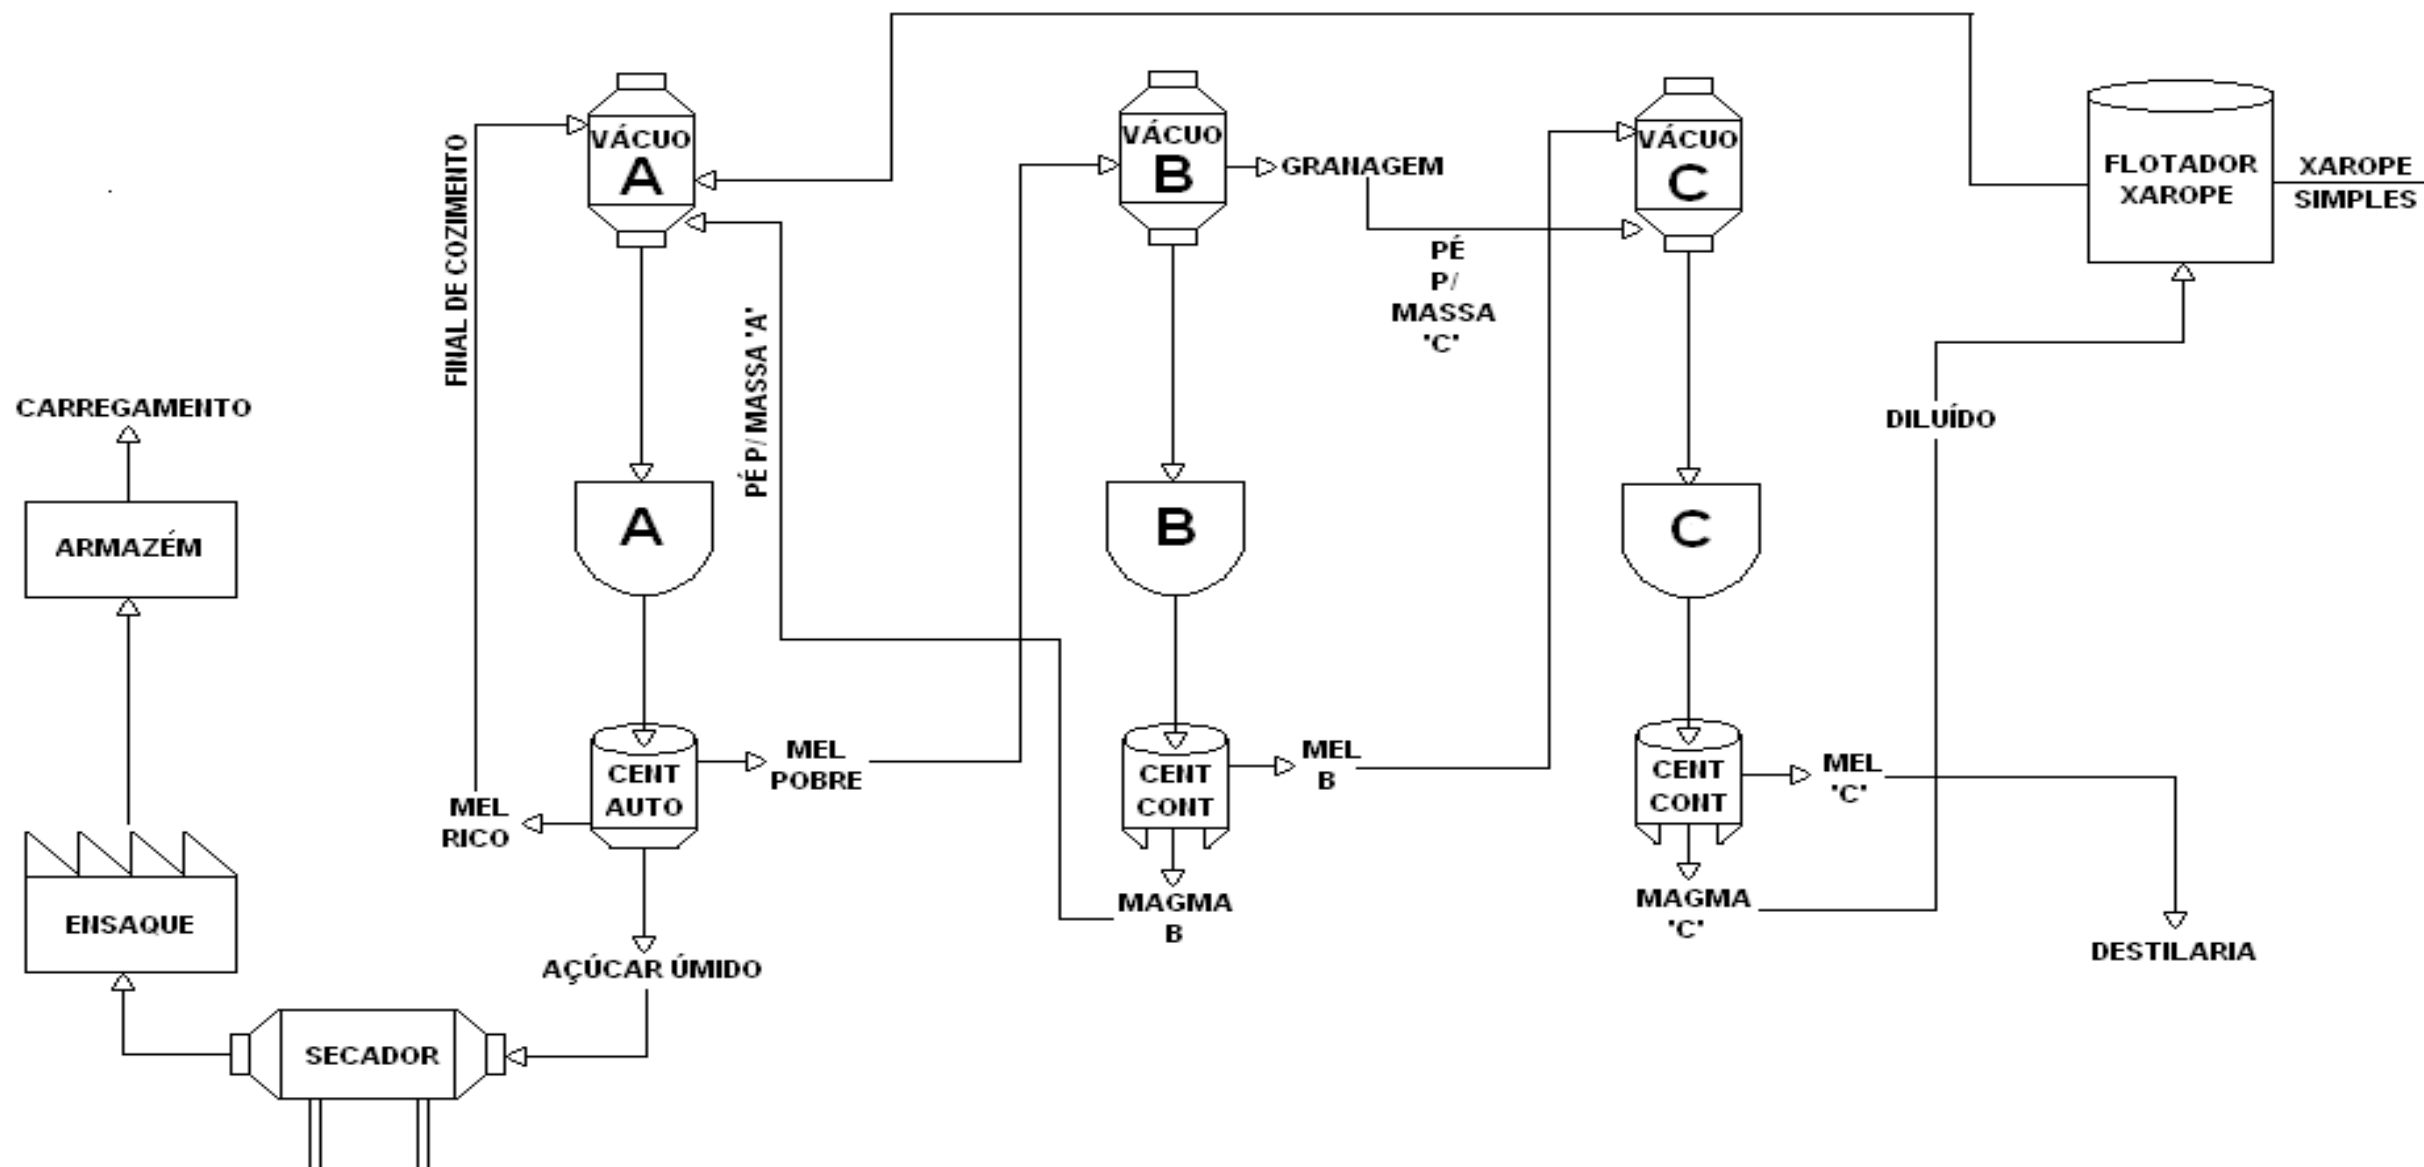 VÁCUO
A
VÁCUO
B
GRANAGEM
VÁCUO
C
FLOTADOR
XAROPE
XAROPE
SIMPLES
FIINAL DE COZIMENTO
PÉ P/ MASSA 'A'
PÉ
P/
MASSA
'C'
CARREGAMENTO
DILUÍDO
ARMAZÉM
A
B
C
CENT
AUTO
MEL
POBRE
MEL
RICO
CENT
CONT
MEL
B
CENT
CONT
MEL
'C'
MAGMA
B
MAGMA
'C'
ENSAQUE
AÇÚCAR ÚMIDO
DESTILARIA
SECADOR